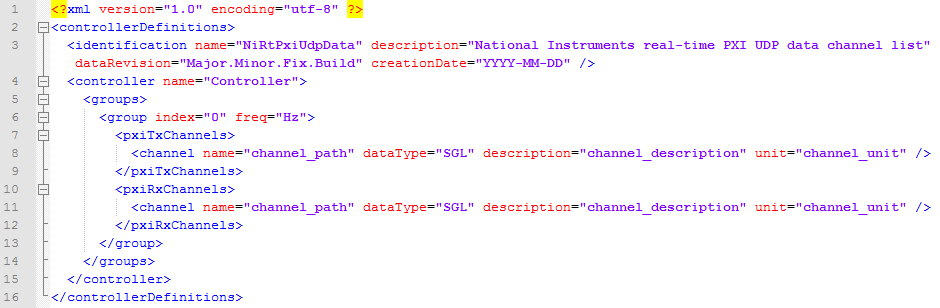 1 <?xml version="1.0" encoding="utf-8" ?>
2 <controllerDefinitions>
3 <identification name="NiRtPxiUdpData" description="National Instruments real-time PXI UDP data channel list"
dataRevision="Major.Minor.Fix.Build" creationDate="YYYY-MM-DD" />
4 <controller name="Controller">
5 <groups>
6 <group index="0" freq="Hz">
7 <pxiTxChannels>
8 <channel name="channel_path" dataType="SGL" description="channel_description" unit="channel_unit" />
9 </pxiTxChannels>
10 <pxiRxChannels>
11 <channel name="channel_path" dataType="SGL" description="channel_description" unit="channel_unit" />
12 </pxiRxChannels>
13 </group>
14 </groups>
15 </controller>
16 </controllerDefinitions>